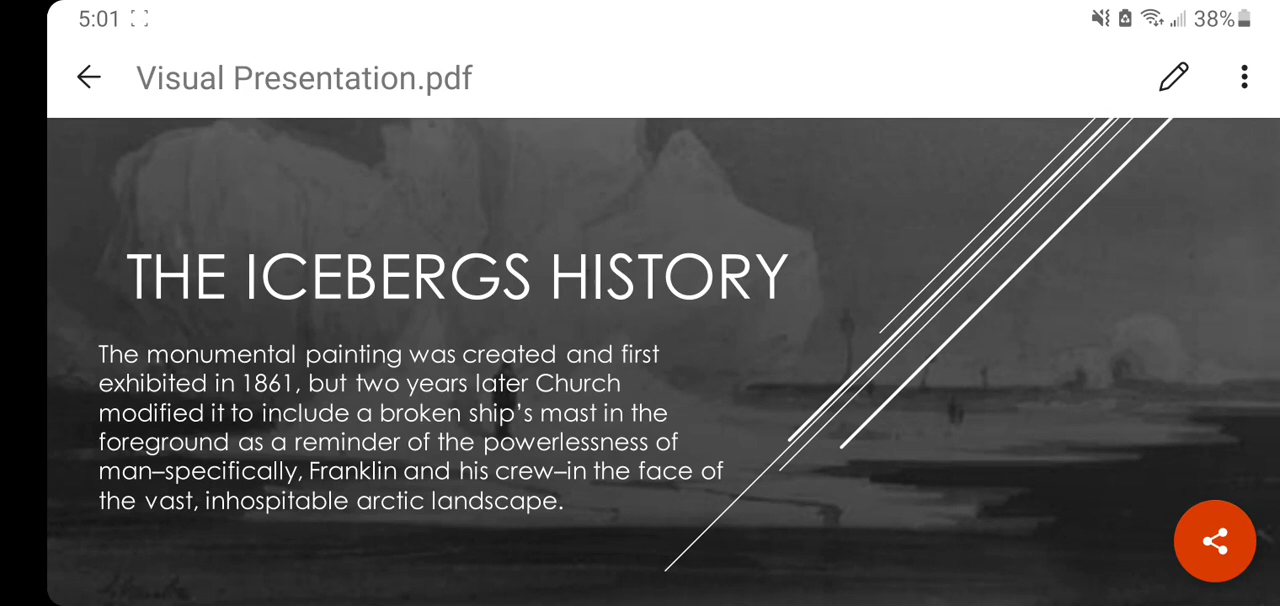 5:01
38%
Visual Presentation.pdf
THE ICEBERGS HISTORY
The monumental painting was created and first
exhibited in 1861, but two years later Church
modified it to include a broken ship’s mast in the
foreground as a reminder of the powerlessness of
man–specifically, Franklin and his crew–in the face of
the vast, inhospitable arctic landscape.